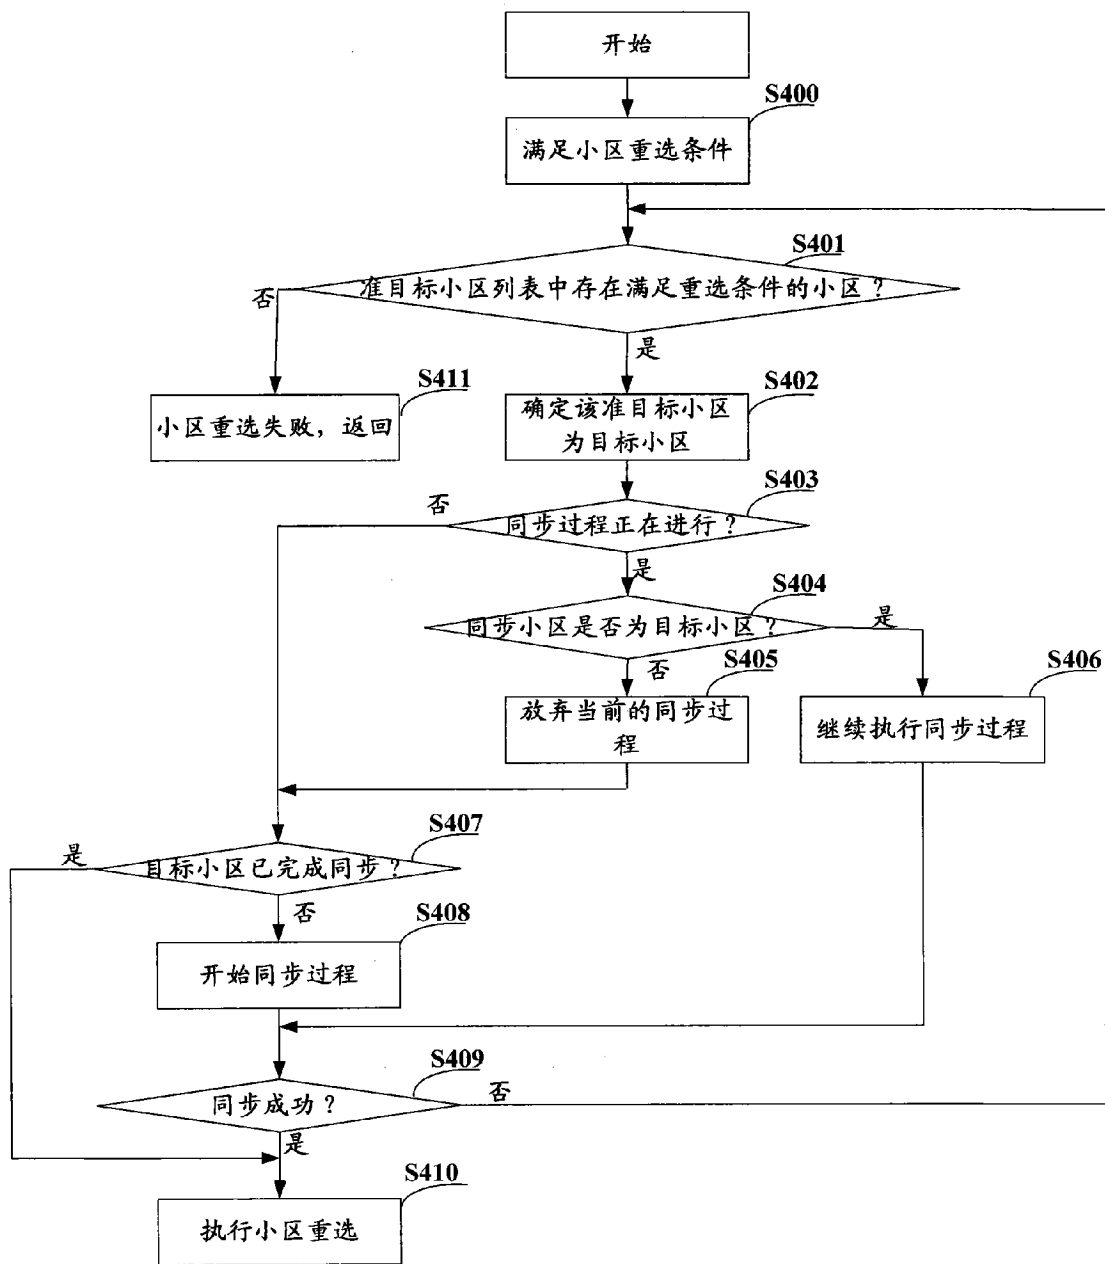 开始
S400
满足小区重选条件
S401
准目标小区列表中存在满足重选条件的小区？
否
是
S411
小区重选失败，返回
S402
确定该准目标小区
为目标小区
S403
否
同步过程正在进行？
是
S404
同步小区是否为目标小区？
是
否
S405
S406
放弃当前的同步过
程
继续执行同步过程
S407
是
目标小区已完成同步？
否
S408
开始同步过程
S409
否
同步成功？
是
S410
执行小区重选